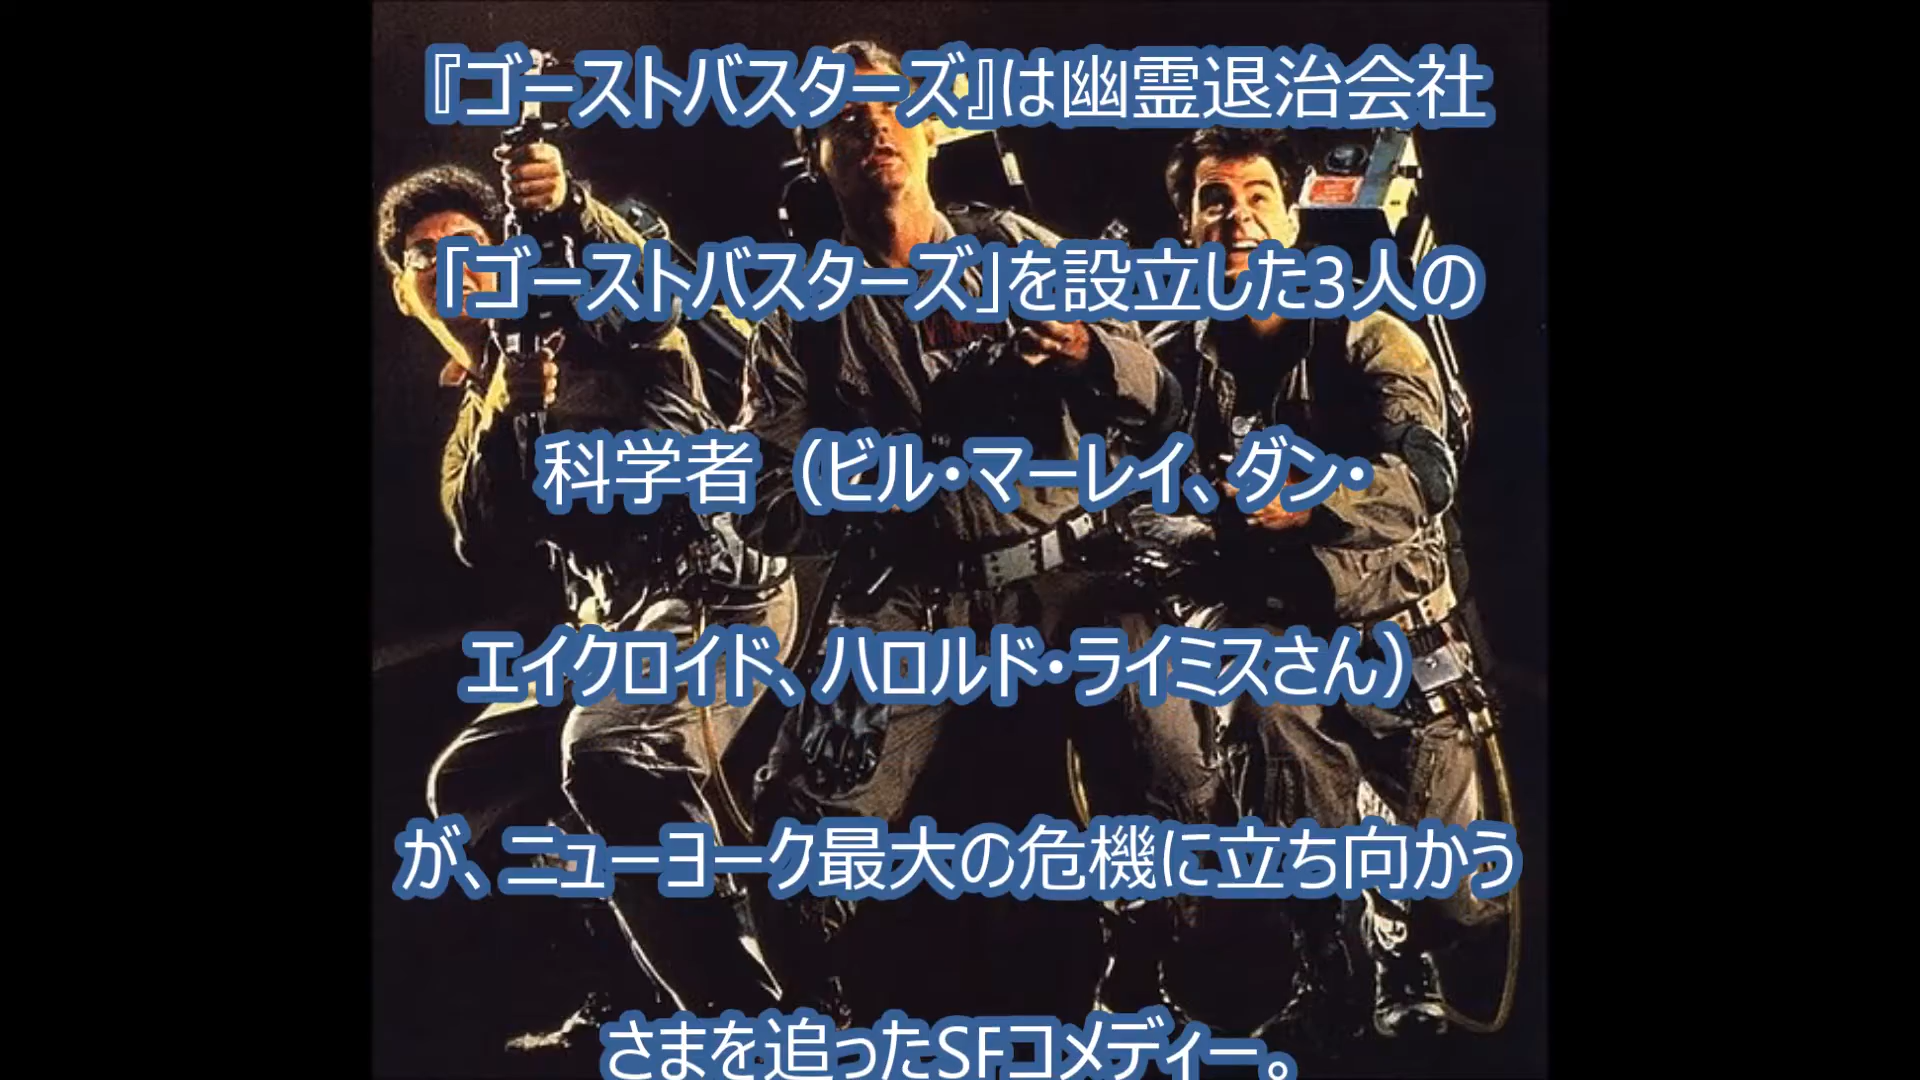 『ゴーストバスターズ』は幽霊退治会社
「ゴーストバスターズ」を設立した3人の
科学者（ビル・マーレイ、ダン・
エイクロイド、ハロルド・ライミスさん）
が、ニューヨーク最大の危機に立ち向かう
さまを追ったSFコメディー。